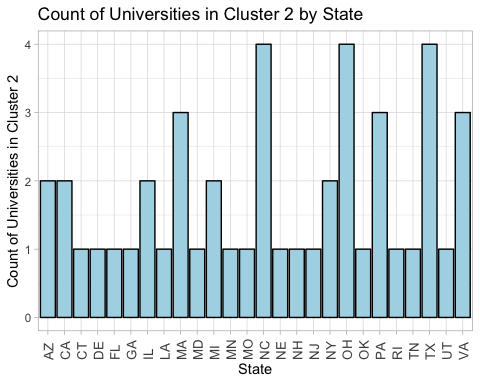 Count of Universities in Cluster 2 by State
Count of Universities in Cluster 2
4
3
2
1
0
AZ CA CT DE FL GA IL LA MA MD MI MN MO NC NE NH NJ NY OH OK PA RI TN TX UT VA
State